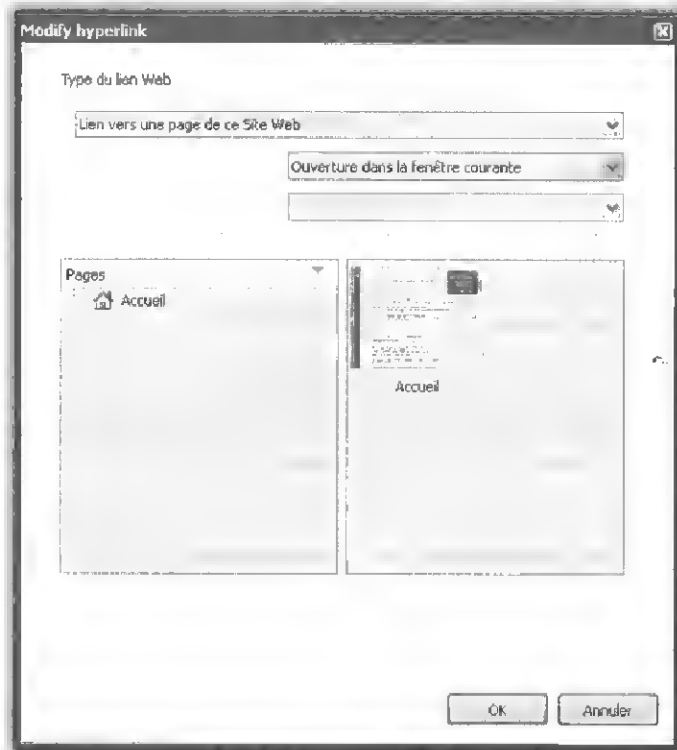 Modify hyperlink
Type du lien Web
Lien vers une page de ce Site Web
Ouverture dans la fenêtre courante
Pages
Accueil
Accueil
OK
Annuler